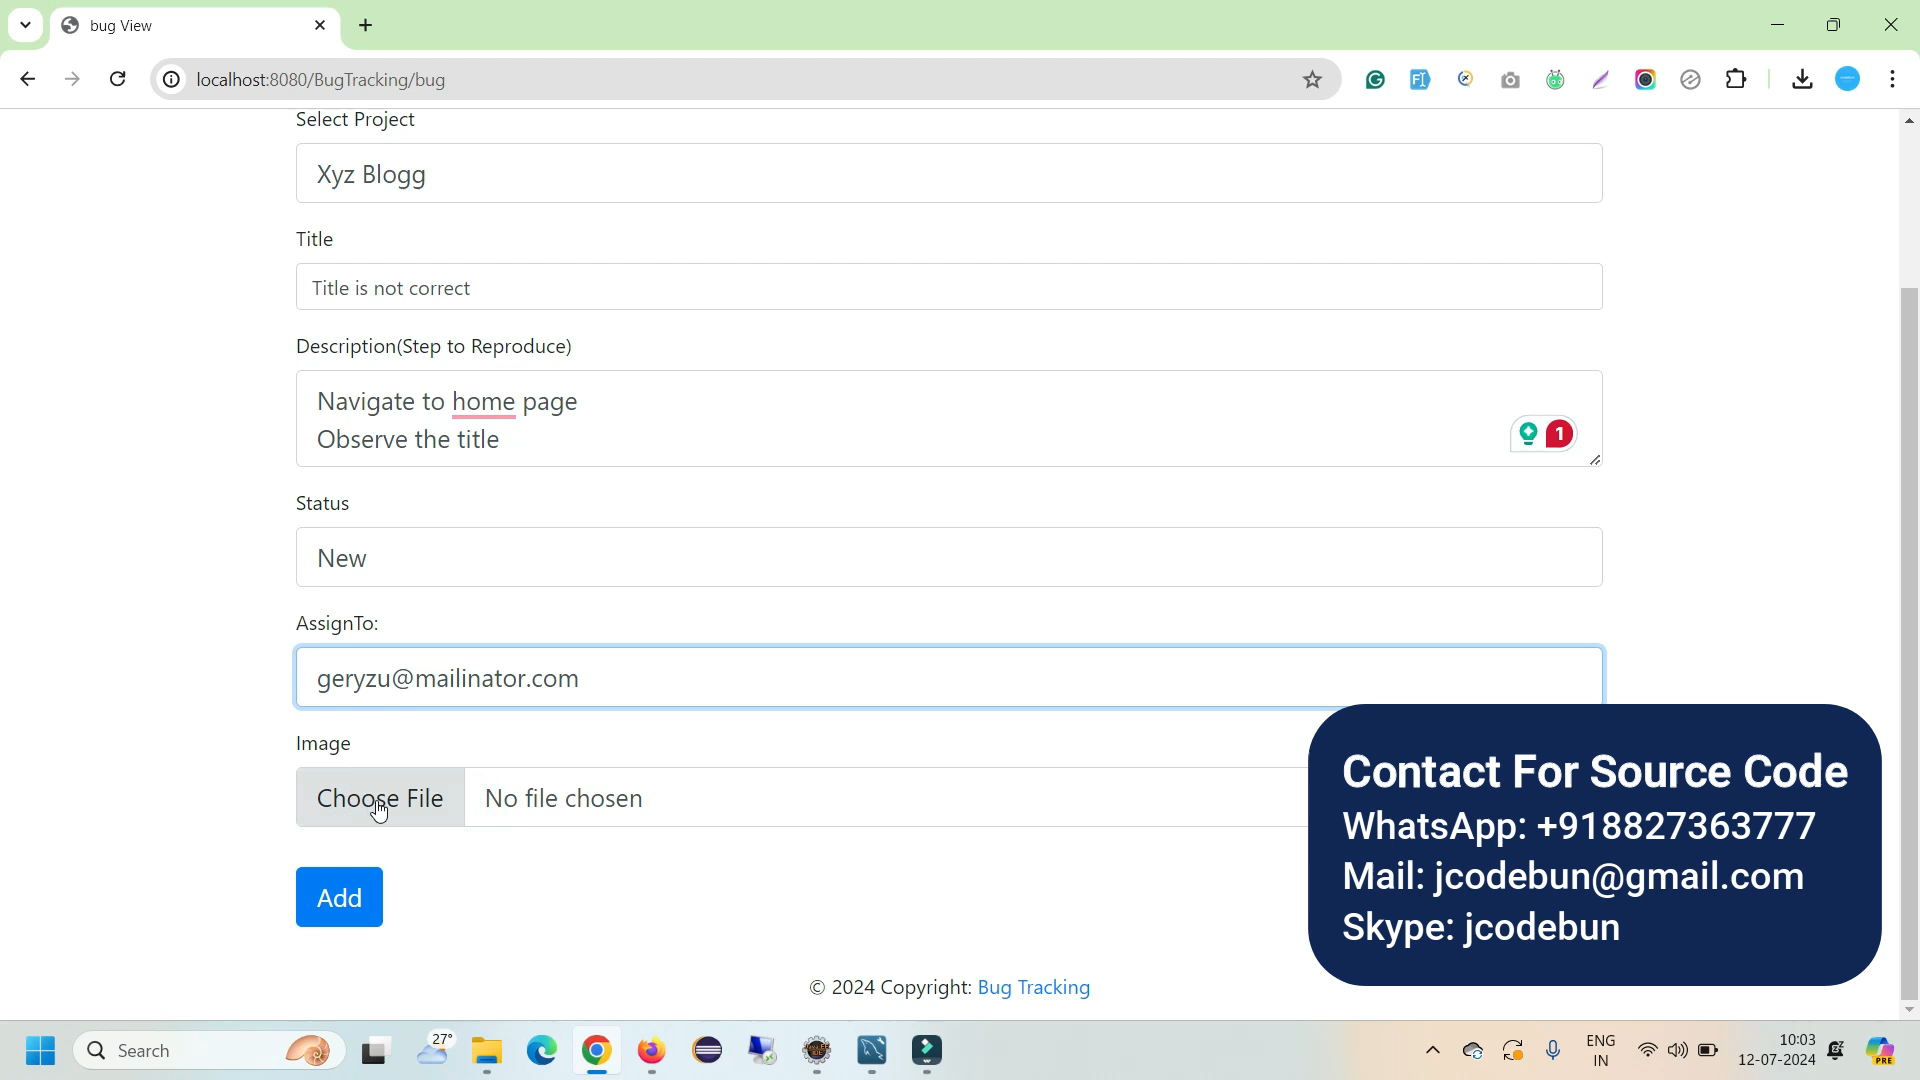 bug View
localhost:8080/BugTracking/bug
Select Project
Xyz Blogg
Title
Title is not correct
Description(Step to Reproduce)
Navigate to home page
Observe the title
1
Status
New
AssignTo:
geryzu@mailinator.com
Image
Choose File No file chosen
Add
Contact For Source Code
WhatsApp: +918827363777
Mail: jcodebun@gmail.com
Skype: jcodebun
© 2024 Copyright: Bug Tracking
Search
27°
ENG
IN
10:03
12-07-2024
PRE